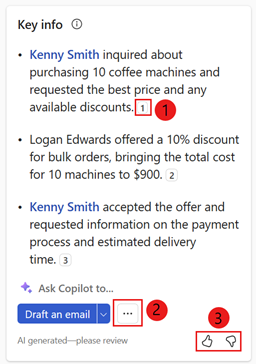 Key info
• Kenny Smith inquired about
purchasing 10 coffee machines and
requested the best price and any
available discounts. 1
1
• Logan Edwards offered a 10% discount
for bulk orders, bringing the total cost
for 10 machines to $900. 2
• Kenny Smith accepted the offer and
requested information on the payment
process and estimated delivery
time. 3
3
Ask Copilot to...
Draft an email ... 2
AI generated—please review